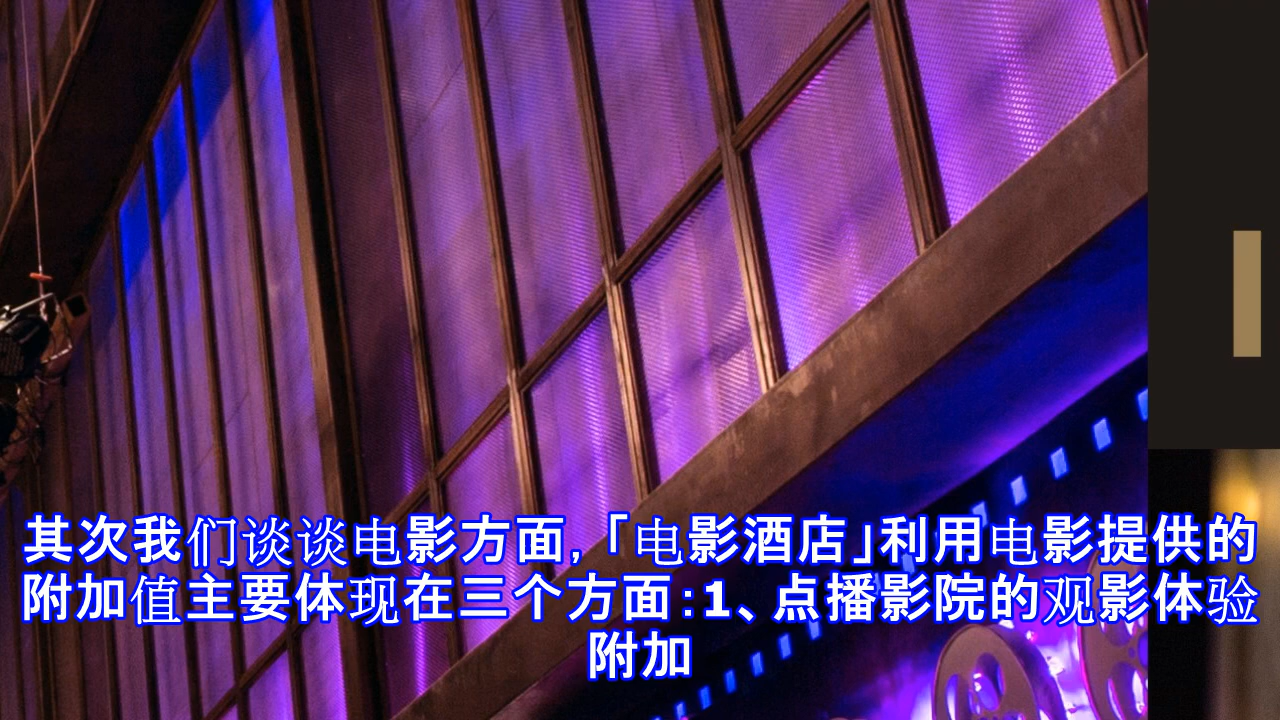 其次我们谈谈电影方面,「电影酒店」利用电影提供的
附加值主要体现在三个方面:1、点播影院的观影体验
附加